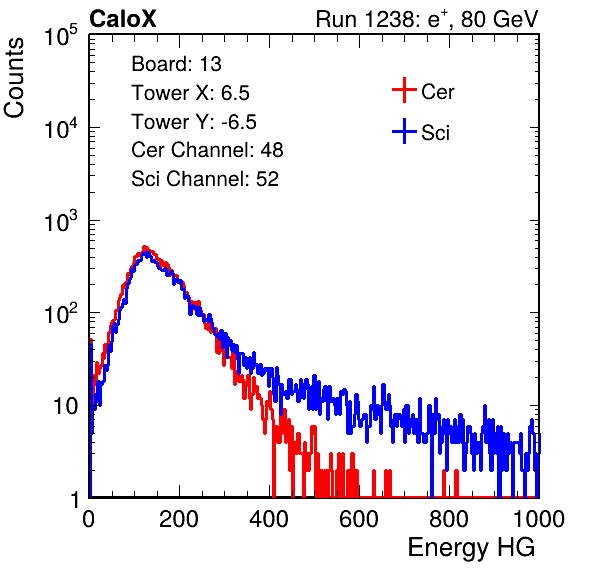 CaloX Run 1238: e⁺, 80 GeV
Counts
10⁵
10⁴
10³
10²
10
1
Board: 13
Tower X: 6.5
Tower Y: -6.5
Cer Channel: 48
Sci Channel: 52
Cer
Sci
0 200 400 600 800 1000
Energy HG